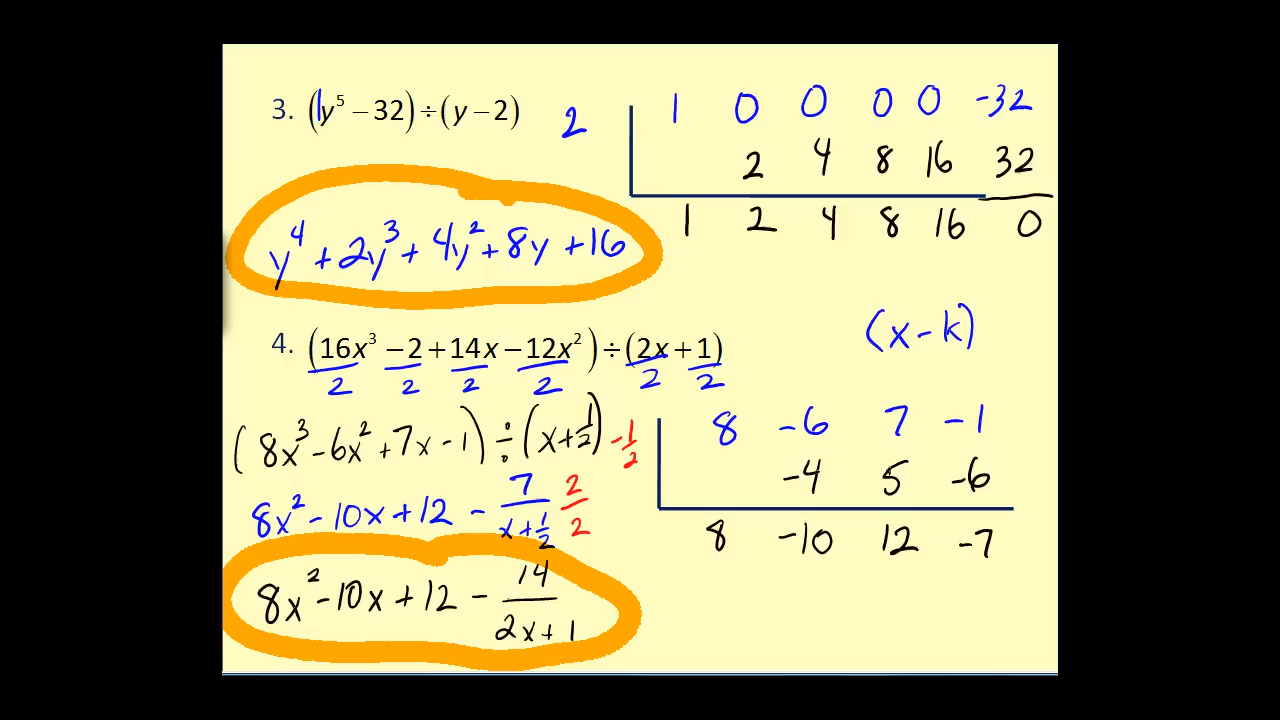 3. (1y⁵ − 32) ÷ (y − 2)
2 | 1 0 0 0 0 -32
2 4 8 16 32
1 2 4 8 16 0
y⁴ + 2y³ + 4y² + 8y + 16
4. (16x³/2 − 2/2 + 14x/2 − 12x²/2) ÷ (2x/2 + 1/2)
(x − k)
(8x³ − 6x² + 7x − 1) ÷ (x + 1/2)
-1/2 | 8 -6 7 -1
-4 5 -6
8 -10 12 -7
8x² − 10x + 12 − 7/(x + 1/2) 2/2
8x² − 10x + 12 − 14/(2x + 1)